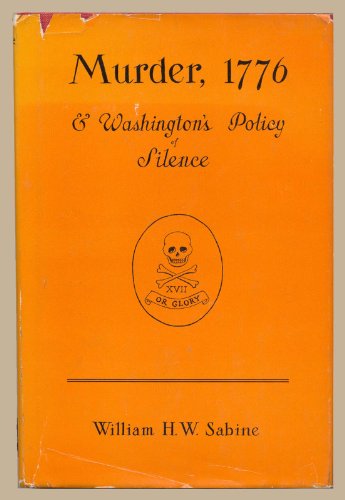 Murder, 1776
& Washington's Policy
of
Silence
XVII
OR GLORY
William H.W. Sabine